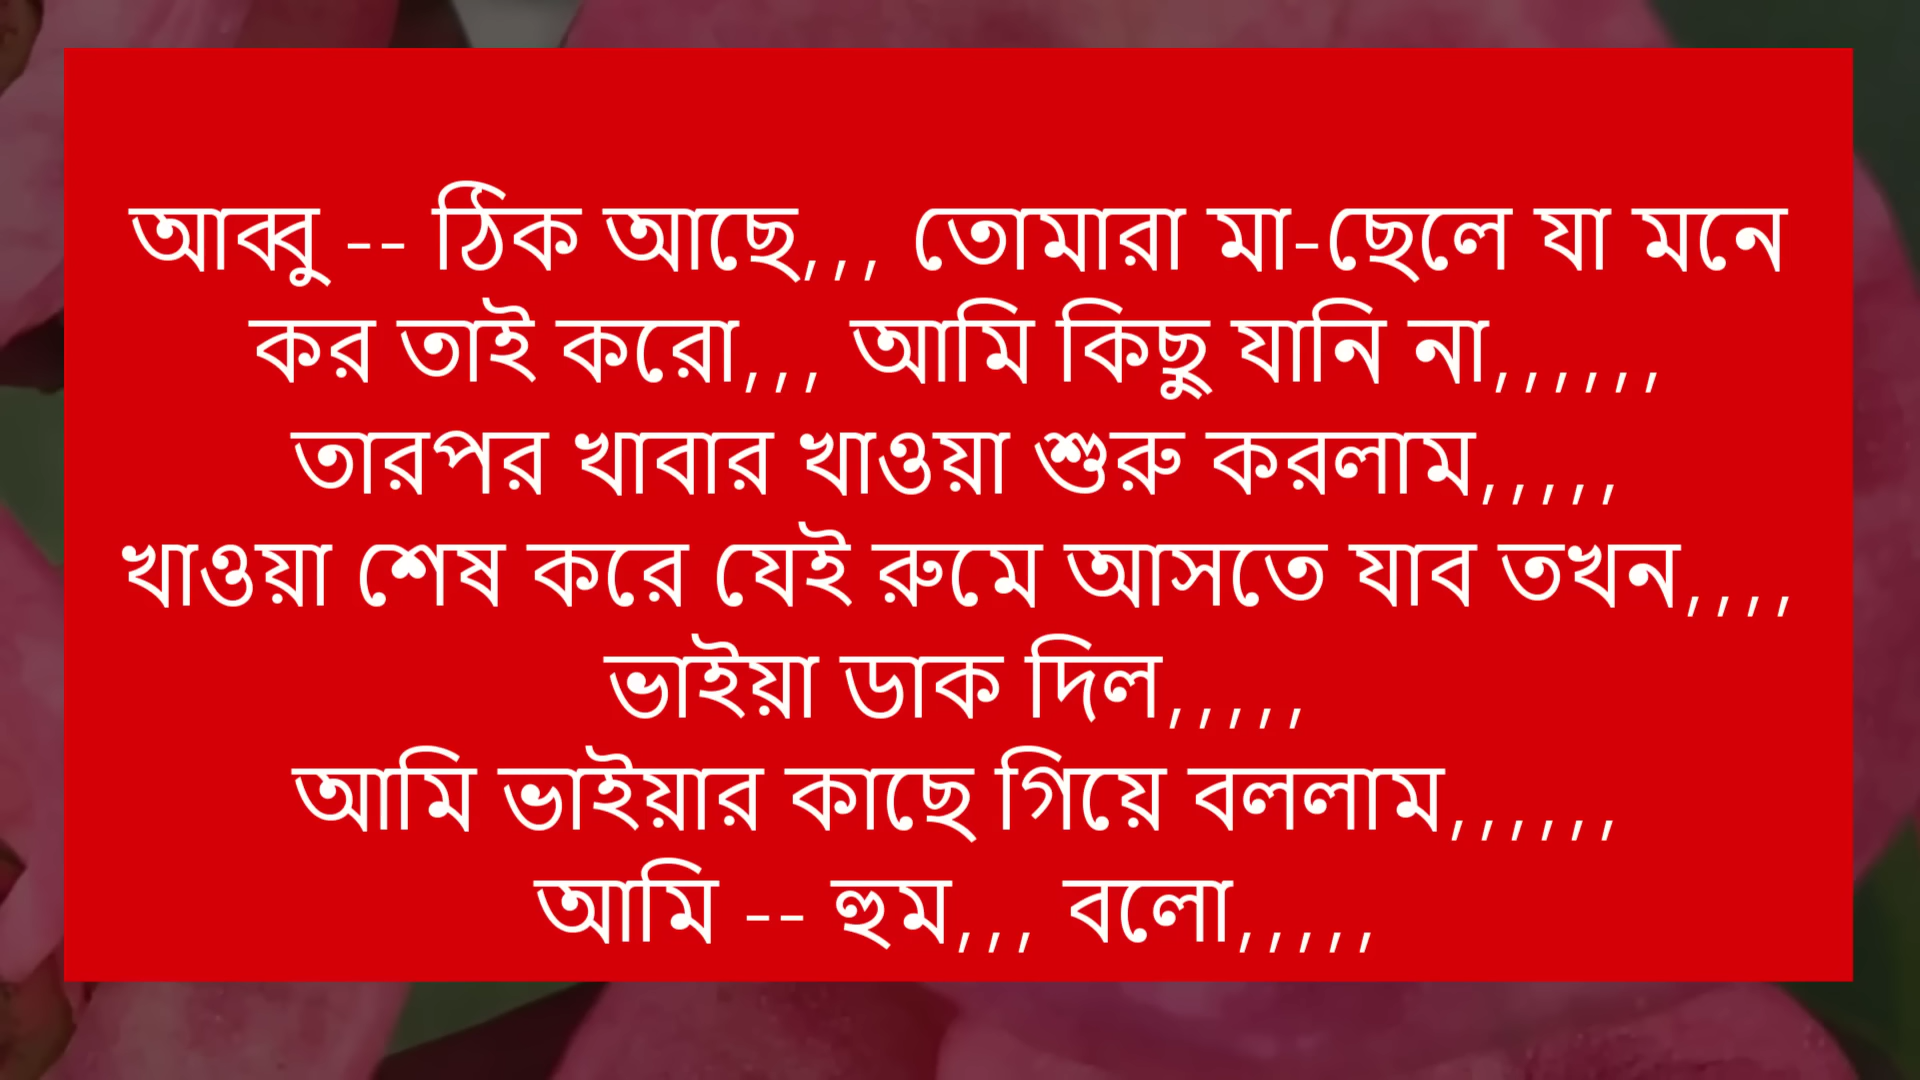 আব্বু -- ঠিক আছে,,, তোমারা মা-ছেলে যা মনে
কর তাই করো,,, আমি কিছু যানি না,,,,,,
তারপর খাবার খাওয়া শুরু করলাম,,,,,
খাওয়া শেষ করে যেই রুমে আসতে যাব তখন,,,,
ভাইয়া ডাক দিল,,,,,
আমি ভাইয়ার কাছে গিয়ে বললাম,,,,,,
আমি -- হুম,,, বলো,,,,,